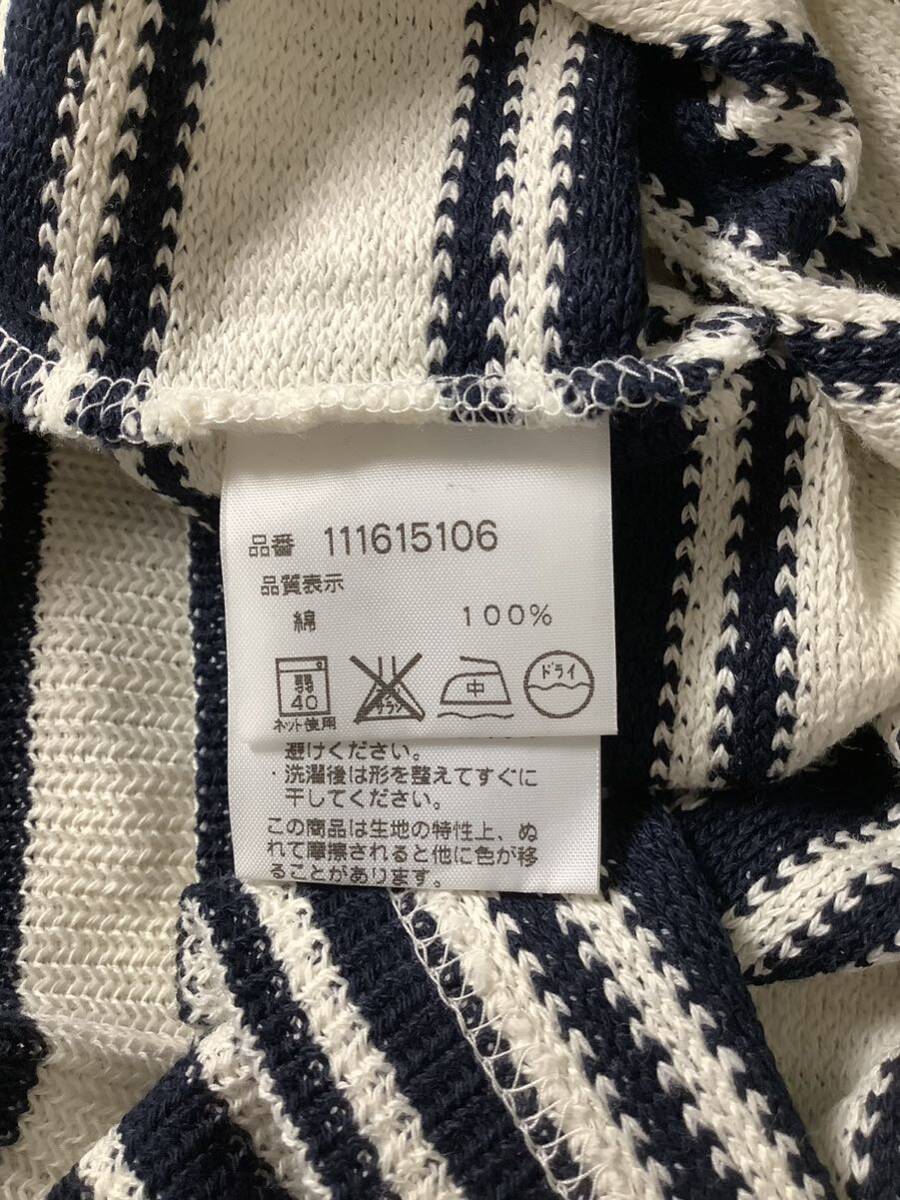 品番 111615106
品質表示
綿 100%
弱
40
ネット使用
中
ドライ
避けください。
・洗濯後は形を整えてすぐに
干してください。
この商品は生地の特性上、ぬ
れて摩擦されると他に色が移
ることがあります。